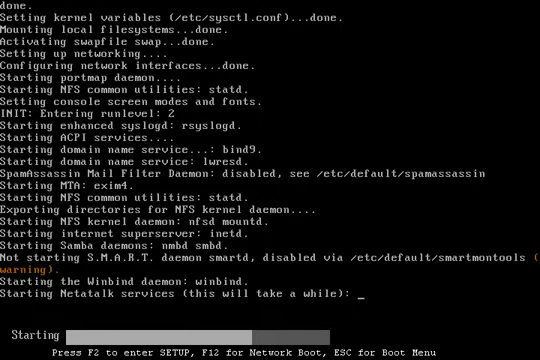 done.
Setting kernel variables (/etc/sysctl.conf)...done.
Mounting local filesystems...done.
Activating swapfile swap...done.
Setting up networking....
Configuring network interfaces...done.
Starting portmap daemon....
Starting NFS common utilities: statd.
Setting console screen modes and fonts.
INIT: Entering runlevel: 2
Starting enhanced syslogd: rsyslogd.
Starting ACPI services....
Starting domain name service...: bind9.
Starting domain name service: lwresd.
SpamAssassin Mail Filter Daemon: disabled, see /etc/default/spamassassin
Starting MTA: exim4.
Starting NFS common utilities: statd.
Exporting directories for NFS kernel daemon....
Starting NFS kernel daemon: nfsd mountd.
Starting internet superserver: inetd.
Starting Samba daemons: nmbd smbd.
Not starting S.M.A.R.T. daemon smartd, disabled via /etc/default/smartmontools (
warning).
Starting the Winbind daemon: winbind.
Starting Netatalk services (this will take a while): _
Starting
Press F2 to enter SETUP, F12 for Network Boot, ESC for Boot Menu